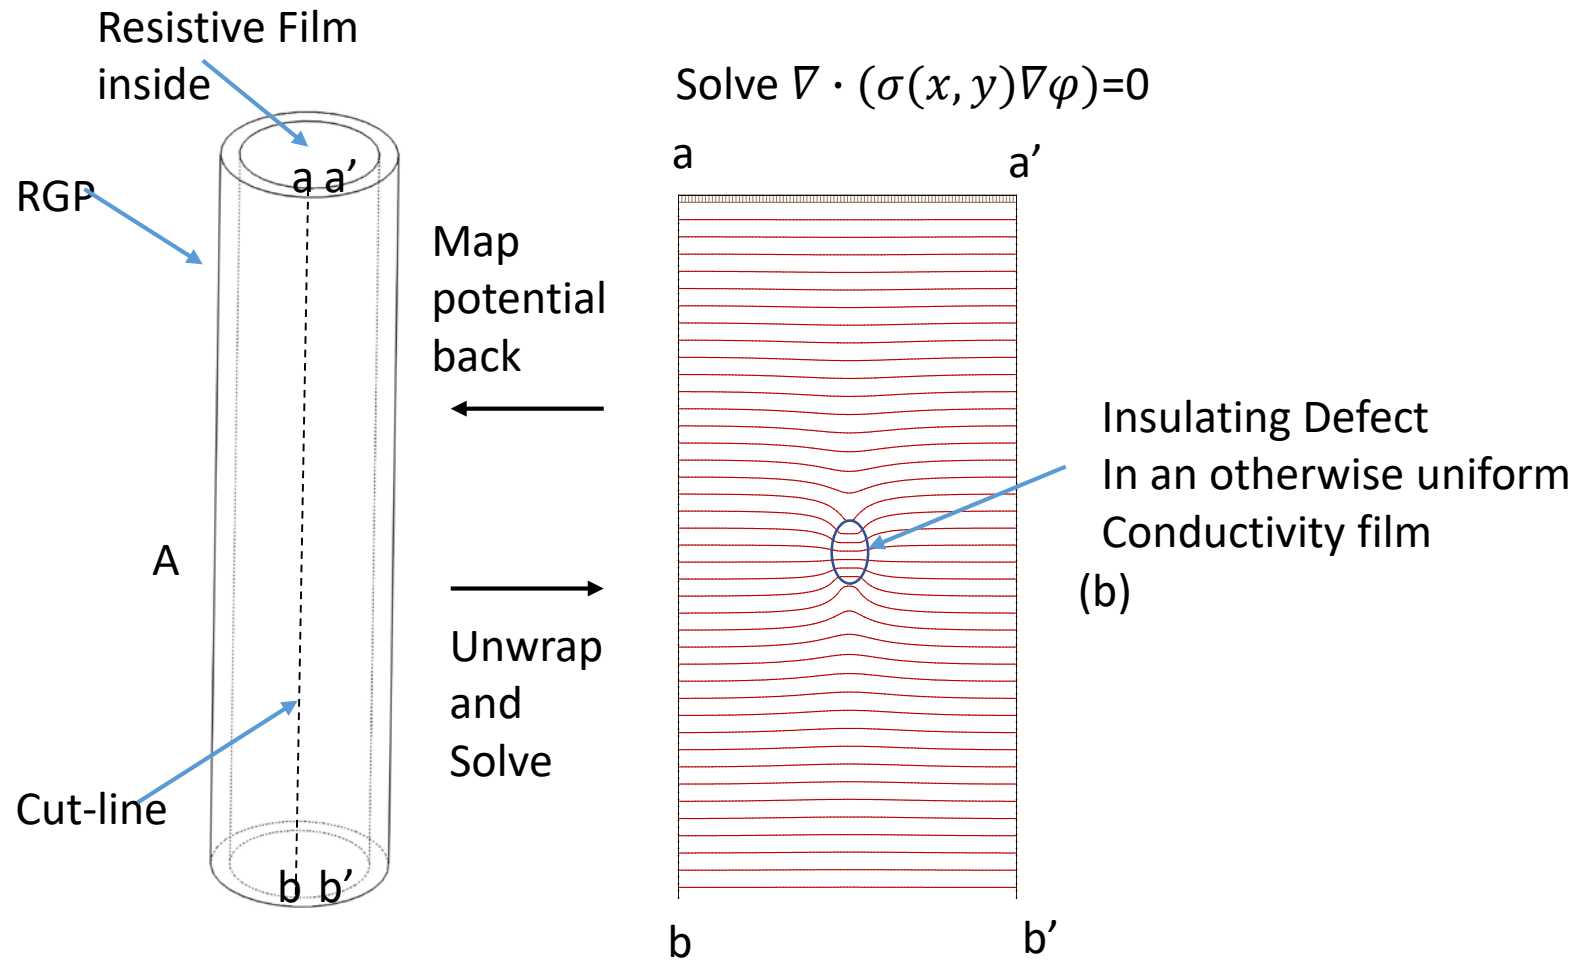 Resistive Film
inside
RGP
a a’
Map
potential
back
A
Unwrap
and
Solve
Cut-line
b b’
Solve ∇ · (σ(x, y)∇φ)=0
a
a’
Insulating Defect
In an otherwise uniform
Conductivity film
(b)
b
b’